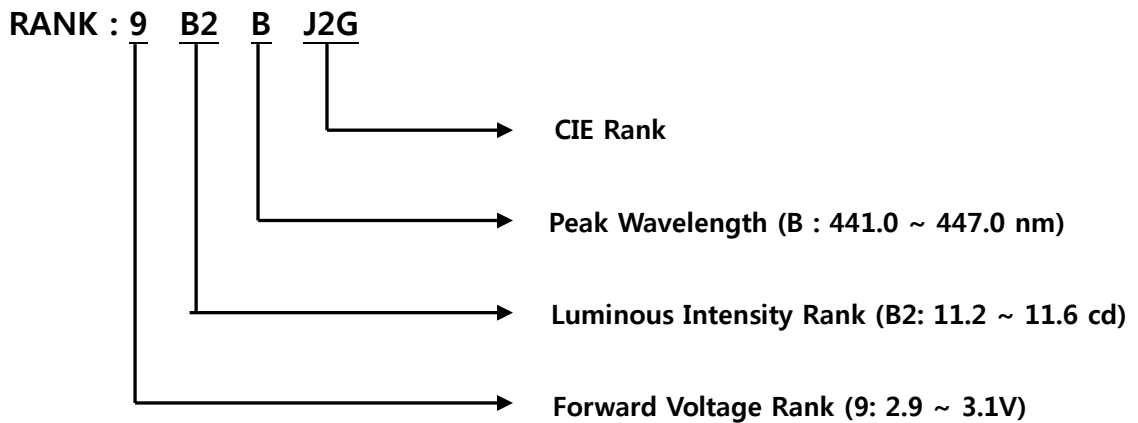 RANK : 9 B2 B J2G
CIE Rank
Peak Wavelength (B : 441.0 ~ 447.0 nm)
Luminous Intensity Rank (B2: 11.2 ~ 11.6 cd)
Forward Voltage Rank (9: 2.9 ~ 3.1V)